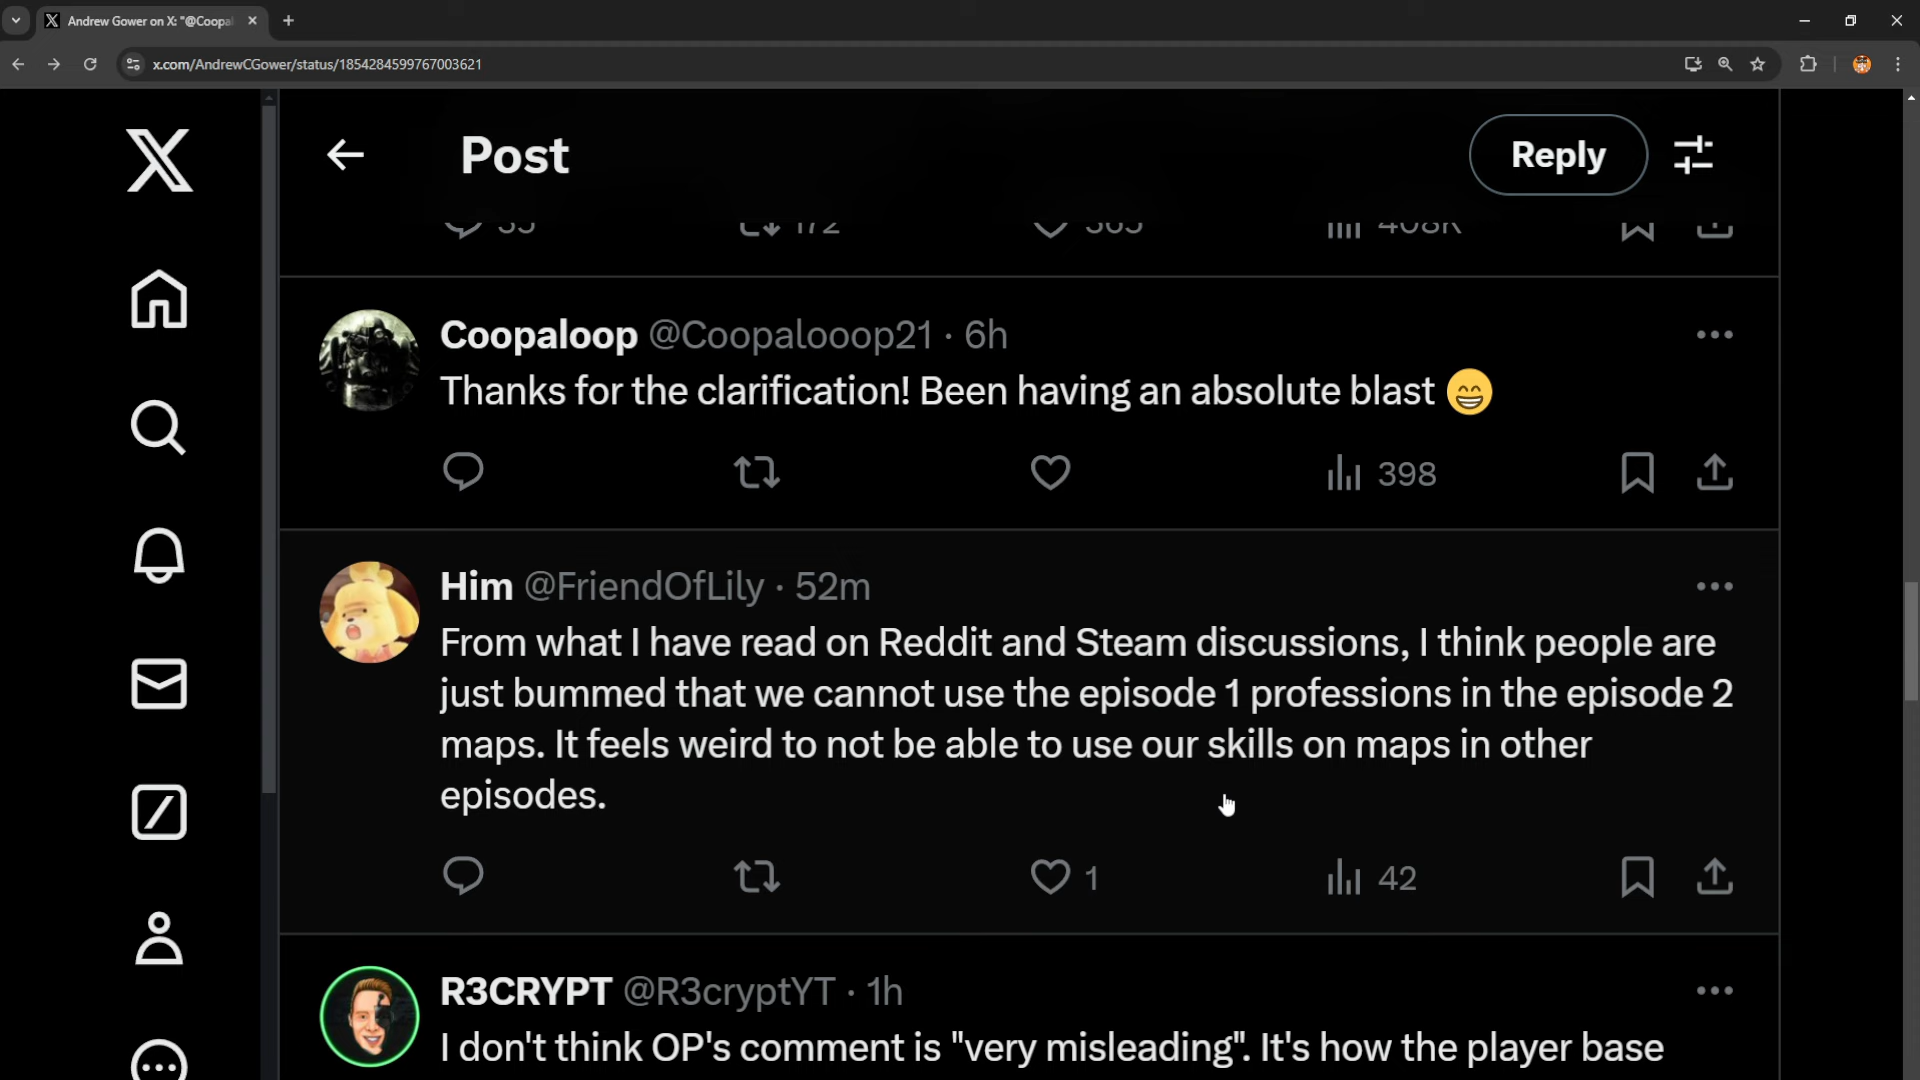 Andrew Gower on X: "@Coopa
x.com/AndrewCGower/status/1854284599767003621
Post
Reply
172
365
408K
Coopaloop @Coopalooop21 · 6h
Thanks for the clarification! Been having an absolute blast 😁
398
Him @FriendOfLily · 52m
From what I have read on Reddit and Steam discussions, I think people are
just bummed that we cannot use the episode 1 professions in the episode 2
maps. It feels weird to not be able to use our skills on maps in other
episodes.
1
42
R3CRYPT @R3cryptYT · 1h
I don't think OP's comment is "very misleading". It's how the player base